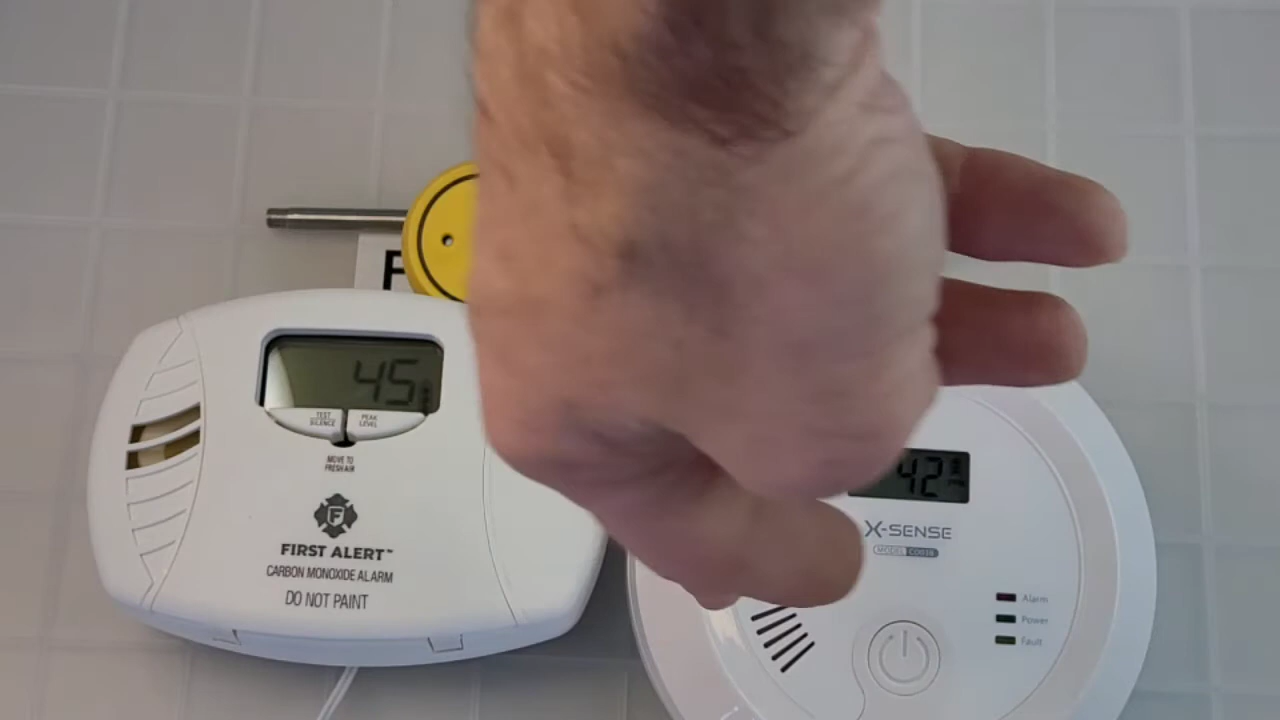 F
45
TEST
SILENCE
PEAK
LEVEL
MOVE TO
FRESH AIR
F
FIRST ALERT™
CARBON MONOXIDE ALARM
DO NOT PAINT
42
X-SENSE
MODEL
Alarm
Power
Fault